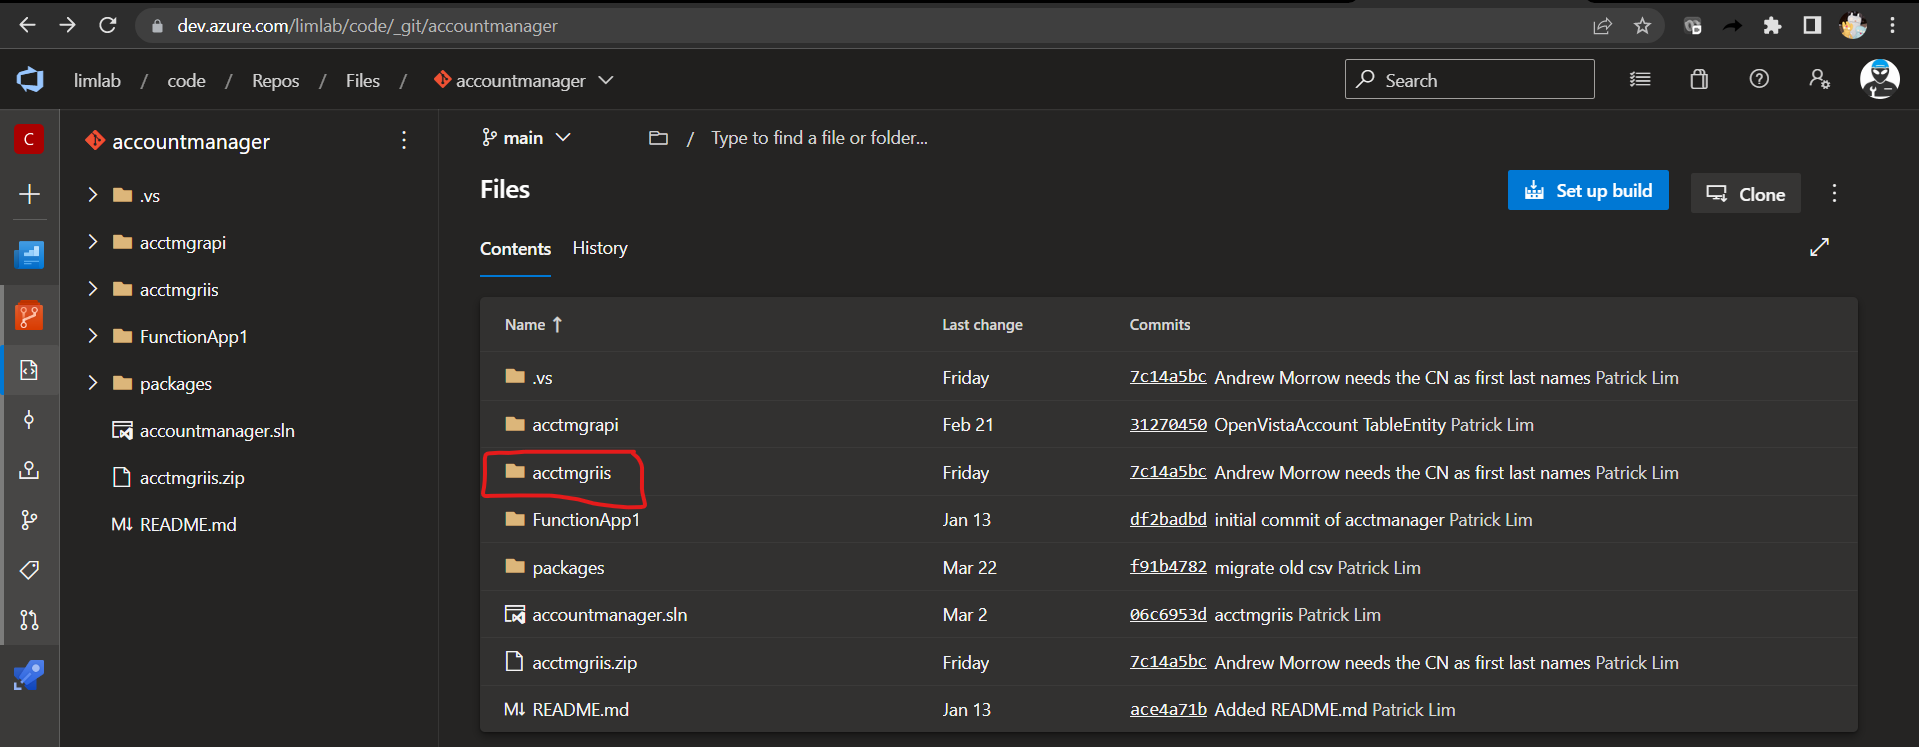 dev.azure.com/limlab/code/_git/accountmanager
limlab / code / Repos / Files / accountmanager
Search
C
accountmanager
.vs
acctmgrapi
acctmgriis
FunctionApp1
packages
accountmanager.sln
acctmgriis.zip
M↓ README.md
main
/ Type to find a file or folder...
Files
Set up build
Clone
Contents History
Name ↑ Last change Commits
.vs Friday 7c14a5bc Andrew Morrow needs the CN as first last names Patrick Lim
acctmgrapi Feb 21 31270450 OpenVistaAccount TableEntity Patrick Lim
acctmgriis Friday 7c14a5bc Andrew Morrow needs the CN as first last names Patrick Lim
FunctionApp1 Jan 13 df2badbd initial commit of acctmanager Patrick Lim
packages Mar 22 f91b4782 migrate old csv Patrick Lim
accountmanager.sln Mar 2 06c6953d acctmgriis Patrick Lim
acctmgriis.zip Friday 7c14a5bc Andrew Morrow needs the CN as first last names Patrick Lim
M↓ README.md Jan 13 ace4a71b Added README.md Patrick Lim